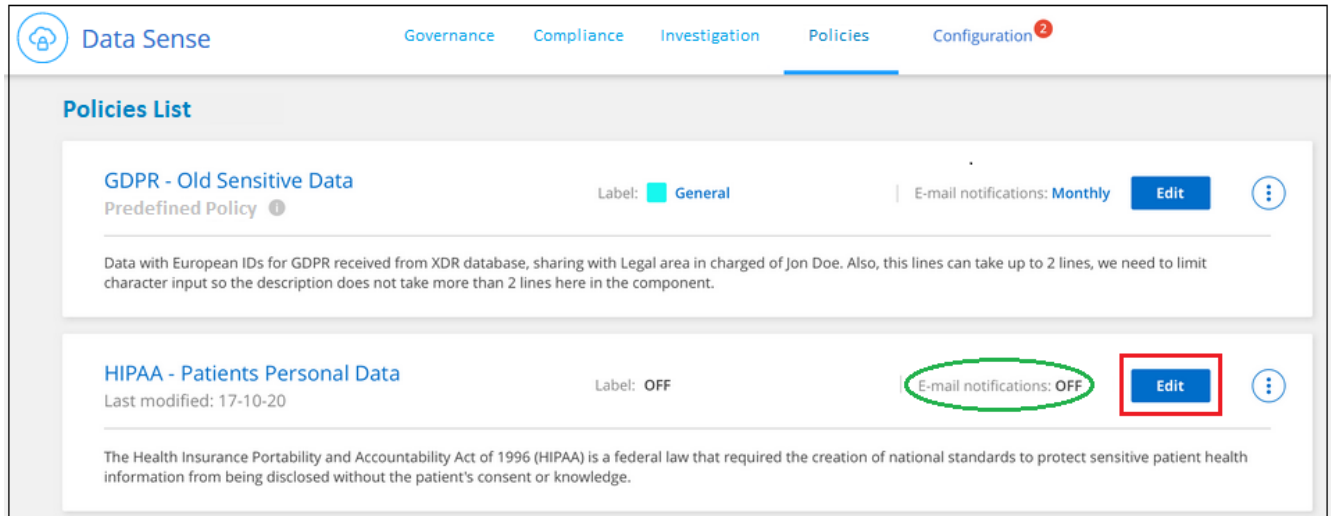 Data Sense
Governance
Compliance
Investigation
Policies
Configuration 2
Policies List
GDPR - Old Sensitive Data
Predefined Policy i
Label: General
E-mail notifications: Monthly
Edit
Data with European IDs for GDPR received from XDR database, sharing with Legal area in charged of Jon Doe. Also, this lines can take up to 2 lines, we need to limit
character input so the description does not take more than 2 lines here in the component.
HIPAA - Patients Personal Data
Last modified: 17-10-20
Label: OFF
E-mail notifications: OFF
Edit
The Health Insurance Portability and Accountability Act of 1996 (HIPAA) is a federal law that required the creation of national standards to protect sensitive patient health
information from being disclosed without the patient's consent or knowledge.